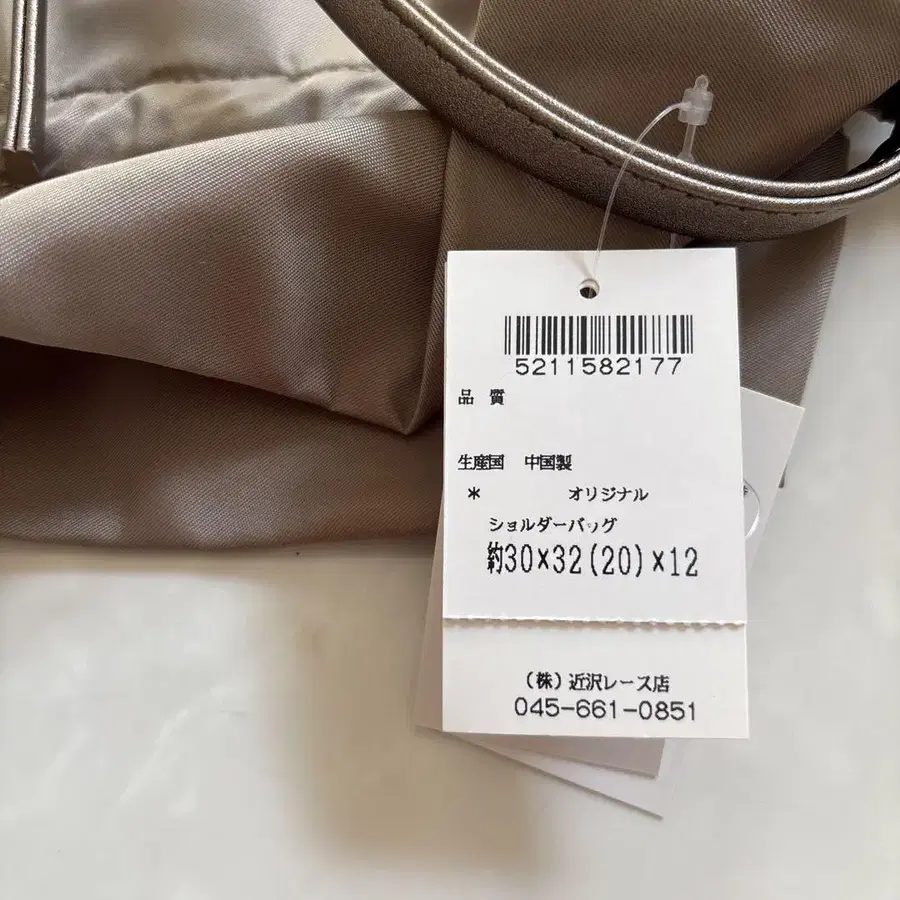 5211582177
品 質
生産国 中国製
* オリジナル
ショルダーバッグ
約30×32(20)×12
(株)近沢レース店
045-661-0851